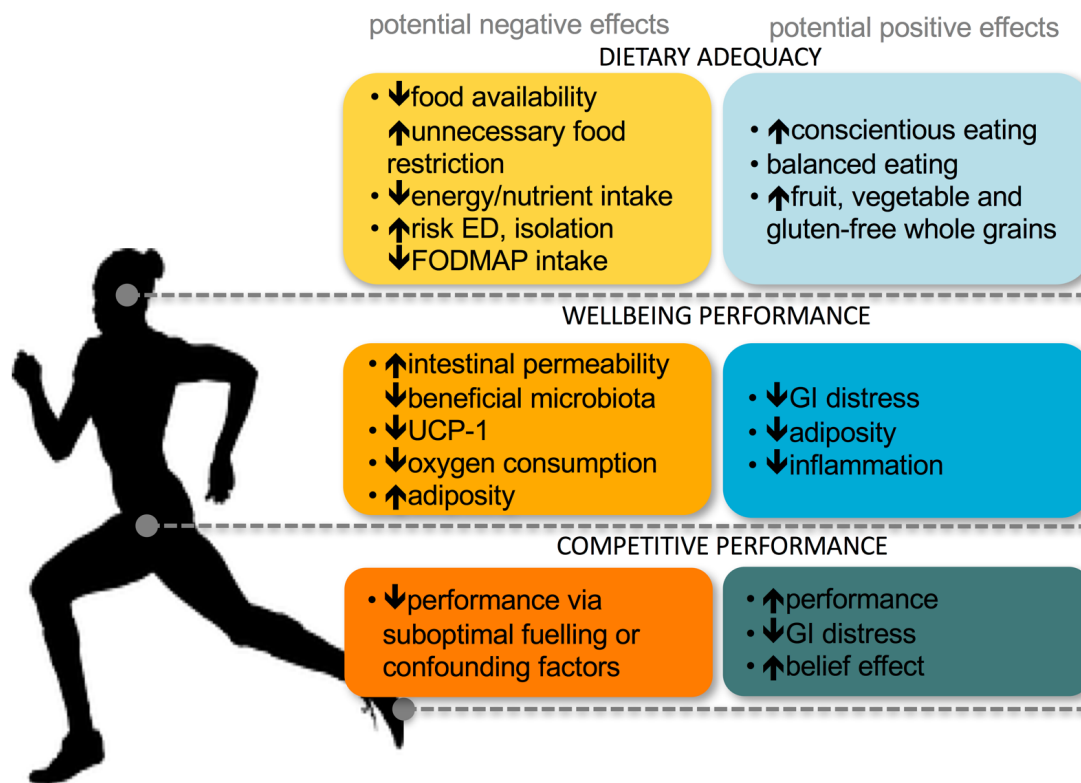 potential negative effects
potential positive effects
DIETARY ADEQUACY
• ↓food availability
↑unnecessary food
restriction
• ↓energy/nutrient intake
• ↑risk ED, isolation
↓FODMAP intake
• ↑conscientious eating
• balanced eating
• ↑fruit, vegetable and
gluten-free whole grains
WELLBEING PERFORMANCE
• ↑intestinal permeability
↓beneficial microbiota
• ↓UCP-1
• ↓oxygen consumption
• ↑adiposity
• ↓GI distress
• ↓adiposity
• ↓inflammation
COMPETITIVE PERFORMANCE
• ↓performance via
suboptimal fuelling or
confounding factors
• ↑performance
• ↓GI distress
• ↑belief effect